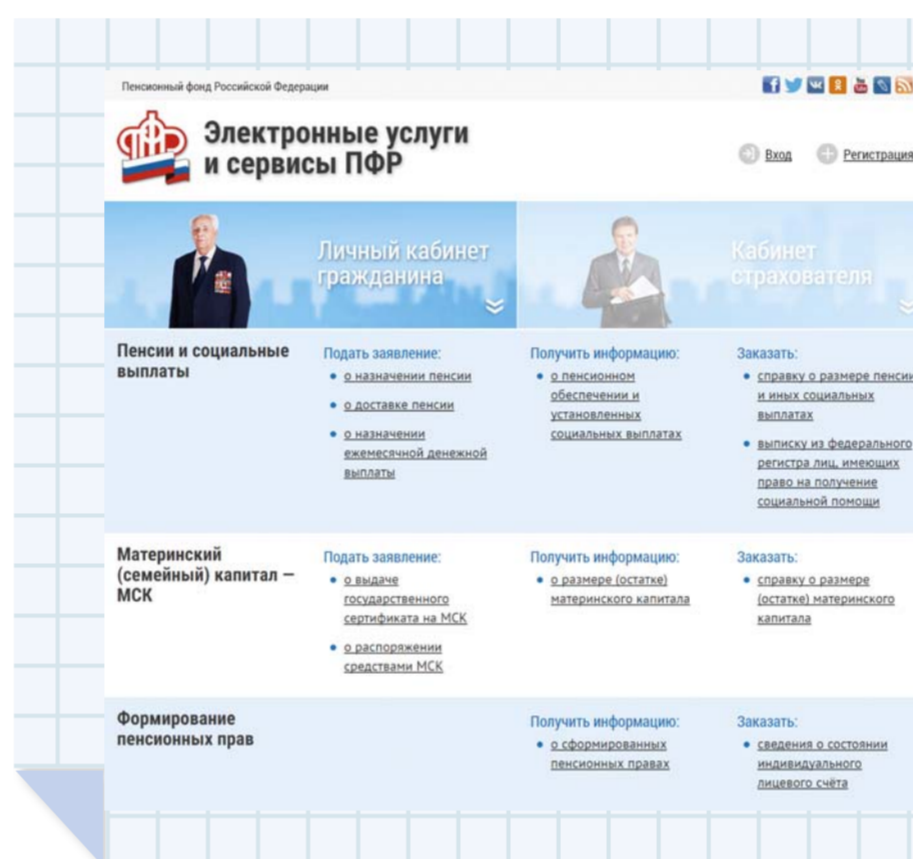 Пенсионный фонд Российской Федерации
Электронные услуги
и сервисы ПФР
Вход
Регистрация
Личный кабинет
гражданина
Кабинет
страхователя
Пенсии и социальные
выплаты
Подать заявление:
о назначении пенсии
о доставке пенсии
о назначении
ежемесячной денежной
выплаты
Получить информацию:
о пенсионном
обеспечении и
установленных
социальных выплатах
Заказать:
справку о размере пенсии
и иных социальных
выплатах
выписку из федерального
регистра лиц, имеющих
право на получение
социальной помощи
Материнский
(семейный) капитал —
МСК
Подать заявление:
о выдаче
государственного
сертификата на МСК
о распоряжении
средствами МСК
Получить информацию:
о размере (остатке)
материнского капитала
Заказать:
справку о размере
(остатке) материнского
капитала
Формирование
пенсионных прав
Получить информацию:
о сформированных
пенсионных правах
Заказать:
сведения о состоянии
индивидуального
лицевого счёта